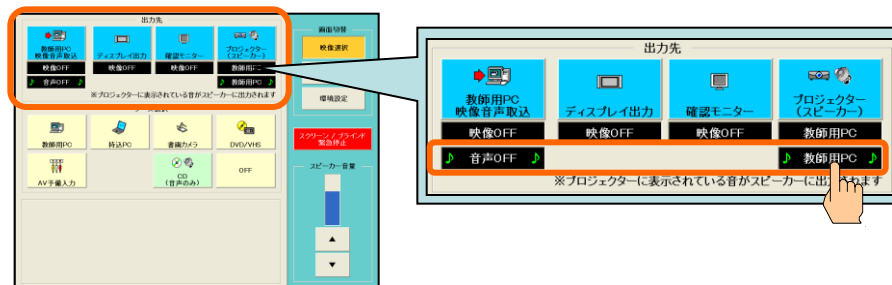 出力先
教師用PC
映像音声取込
ディスプレイ出力
確認モニター
プロジェクター
(スピーカー)
映像OFF
映像OFF
映像OFF
教師用PC
♪ 音声OFF ♪
♪ 教師用PC ♪
※プロジェクターに表示されている音がスピーカーに出力されます
教師用PC
持込PC
書画カメラ
DVD/VHS
AV予備入力
CD
(音声のみ)
OFF
画面切替
映像選択
環境設定
スクリーン/ブラインド
緊急停止
スピーカー音量
▲
▼
出力先
教師用PC
映像音声取込
ディスプレイ出力
確認モニター
プロジェクター
(スピーカー)
映像OFF
映像OFF
映像OFF
教師用PC
♪ 音声OFF ♪
♪ 教師用PC ♪
※プロジェクターに表示されている音がスピーカーに出力されます